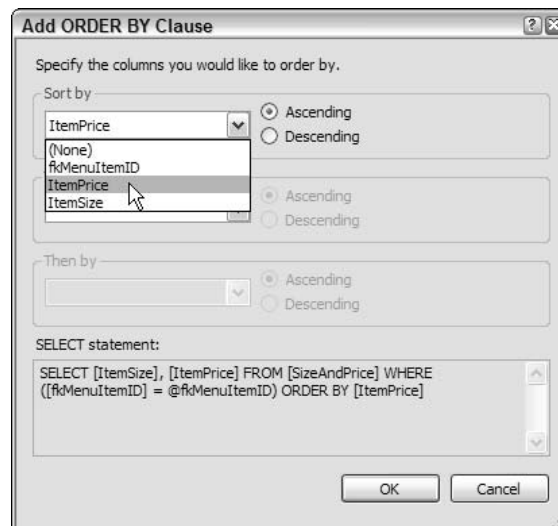 Add ORDER BY Clause
Specify the columns you would like to order by.
Sort by
ItemPrice
Ascending
Descending
(None)
fkMenuItemID
ItemPrice
ItemSize
Ascending
Descending
Then by
Ascending
Descending
SELECT statement:
SELECT [ItemSize], [ItemPrice] FROM [SizeAndPrice] WHERE
([fkMenuItemID] = @fkMenuItemID) ORDER BY [ItemPrice]
OK
Cancel